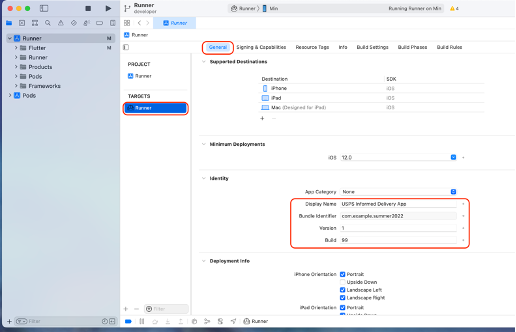 Runner
developer
Runner
Min
Running Runner on Min
4
Runner
Runner M
Flutter M
Runner
Products
Pods
Frameworks
Pods
Runner
General Signing & Capabilities Resource Tags Info Build Settings Build Phases Build Rules
PROJECT
Runner
TARGETS
Runner
Supported Destinations
Destination SDK
iPhone iOS
iPad iOS
Mac (Designed for iPad) iOS
Minimum Deployments
iOS 12.0
Identity
App Category None
Display Name USPS Informed Delivery App
Bundle Identifier com.example.summer2022
Version 1
Build 99
Deployment Info
iPhone Orientation Portrait
Upside Down
Landscape Left
Landscape Right
iPad Orientation Portrait
Filter
Filter
Runner